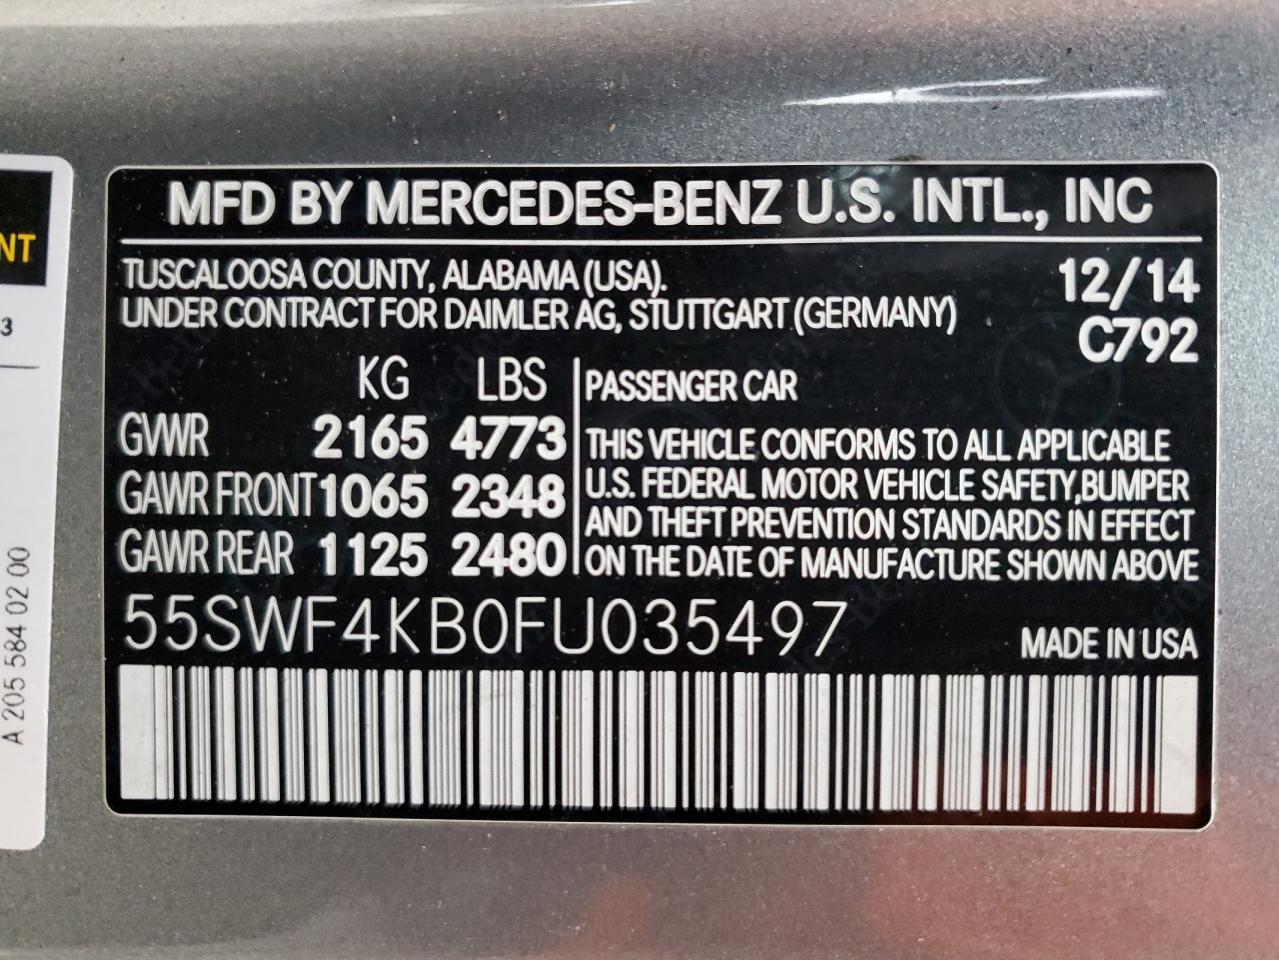 MFD BY MERCEDES-BENZ U.S. INTL., INC
TUSCALOOSA COUNTY, ALABAMA (USA). 12/14
UNDER CONTRACT FOR DAIMLER AG, STUTTGART (GERMANY) C792
KG LBS
GVWR 2165 4773
GAWR FRONT 1065 2348
GAWR REAR 1125 2480
PASSENGER CAR
THIS VEHICLE CONFORMS TO ALL APPLICABLE
U.S. FEDERAL MOTOR VEHICLE SAFETY,BUMPER
AND THEFT PREVENTION STANDARDS IN EFFECT
ON THE DATE OF MANUFACTURE SHOWN ABOVE
55SWF4KB0FU035497
MADE IN USA
NT
3
A 205 584 02 00